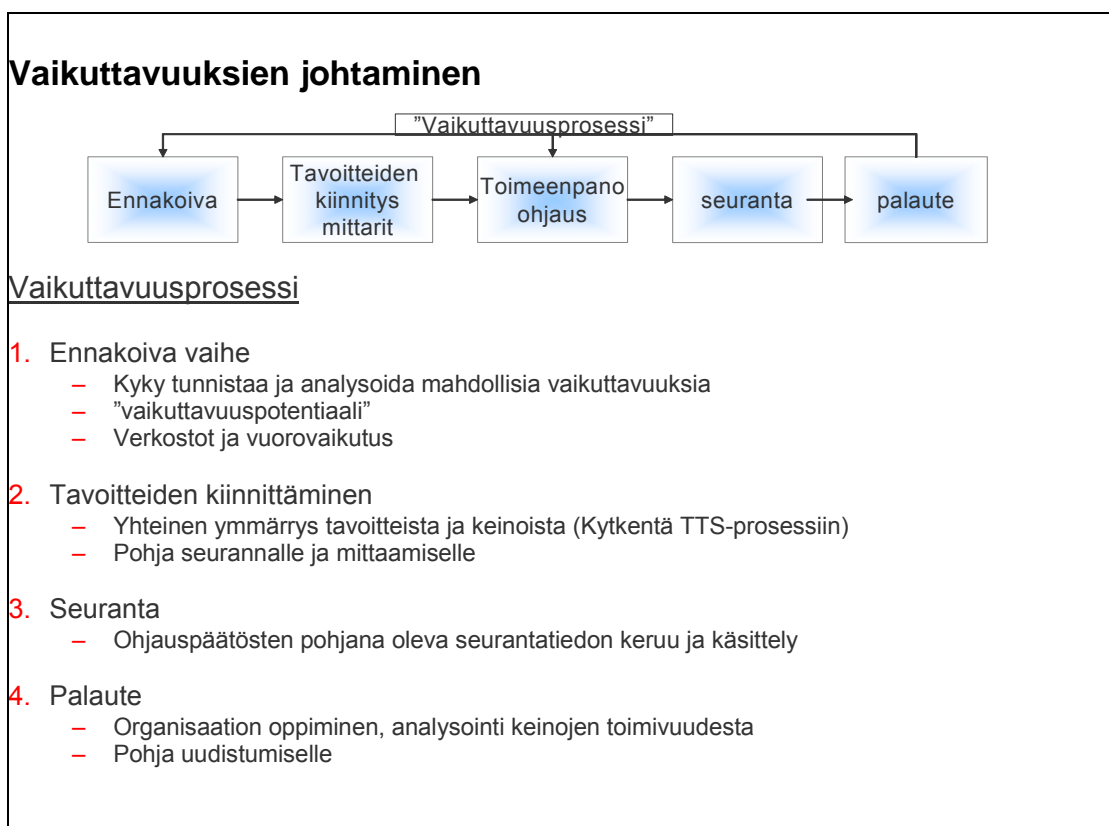 Vaikuttavuuksien johtaminen
”Vaikuttavuusprosessi”
Ennakoiva
Tavoitteiden
kiinnitys
mittarit
Toimeenpano
ohjaus
seuranta
palaute
Vaikuttavuusprosessi
1. Ennakoiva vaihe
– Kyky tunnistaa ja analysoida mahdollisia vaikuttavuuksia
– ”vaikuttavuuspotentiaali”
– Verkostot ja vuorovaikutus
2. Tavoitteiden kiinnittäminen
– Yhteinen ymmärrys tavoitteista ja keinoista (Kytkentä TTS-prosessiin)
– Pohja seurannalle ja mittaamiselle
3. Seuranta
– Ohjauspäätösten pohjana oleva seurantatiedon keruu ja käsittely
4. Palaute
– Organisaation oppiminen, analysointi keinojen toimivuudesta
– Pohja uudistumiselle